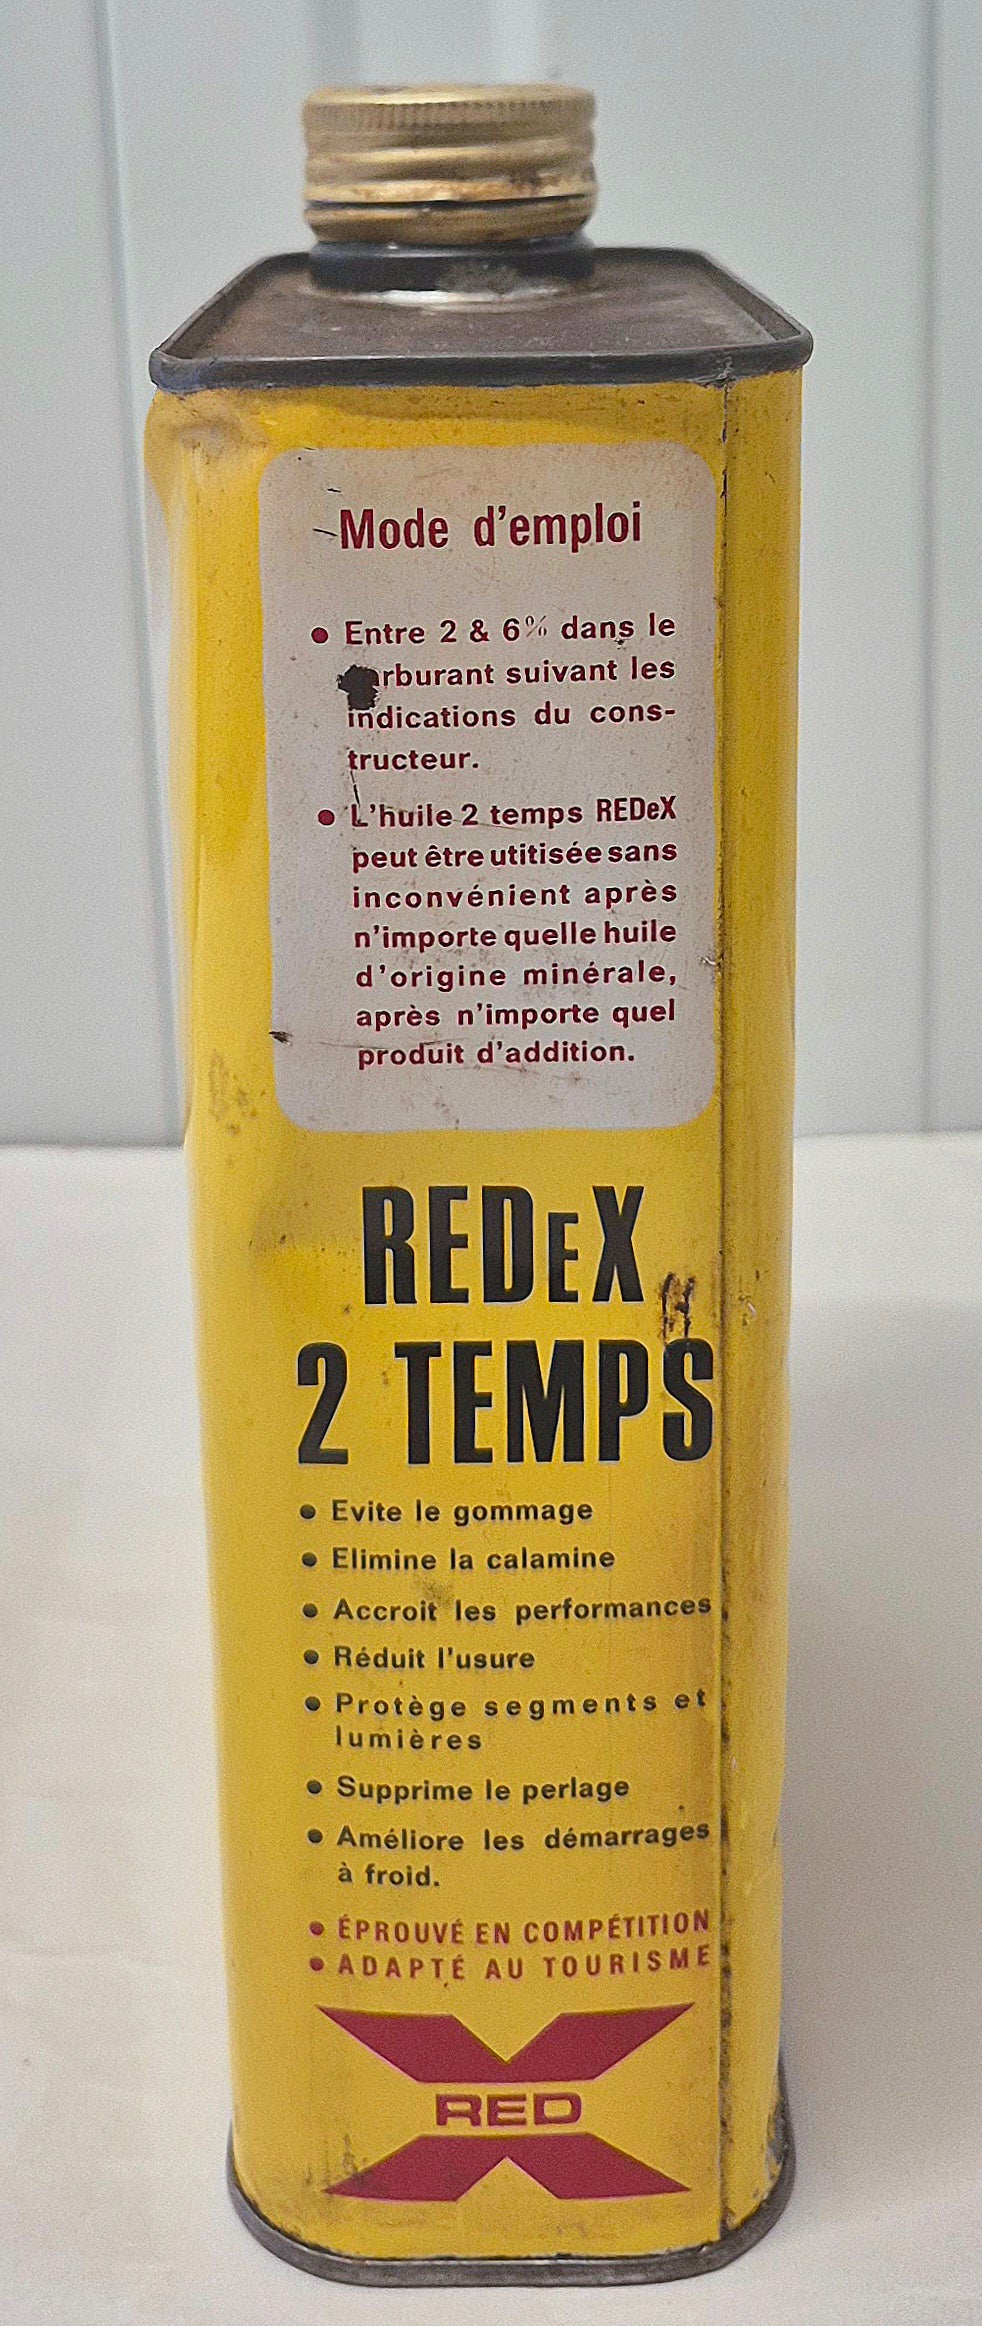 Mode d'emploi
• Entre 2 & 6% dans le
carburant suivant les
indications du cons-
tructeur.
• L'huile 2 temps REDeX
peut être utitisée sans
inconvénient après
n'importe quelle huile
d'origine minérale,
après n'importe quel
produit d'addition.
REDeX
2 TEMPS
• Evite le gommage
• Elimine la calamine
• Accroit les performances
• Réduit l'usure
• Protège segments et
lumières
• Supprime le perlage
• Améliore les démarrages
à froid.
• ÉPROUVÉ EN COMPÉTITION
• ADAPTÉ AU TOURISME
RED